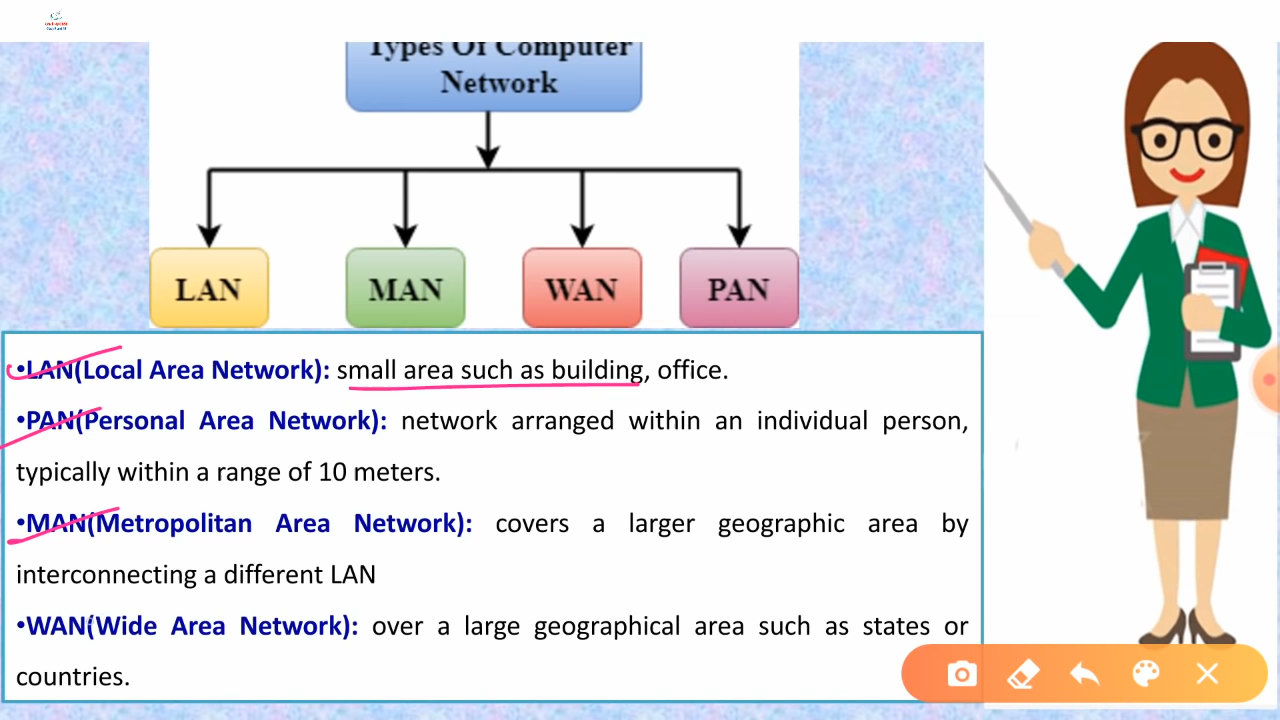 Types Of Computer
Network
LAN MAN WAN PAN
•LAN(Local Area Network): small area such as building, office.
•PAN(Personal Area Network): network arranged within an individual person,
typically within a range of 10 meters.
•MAN(Metropolitan Area Network): covers a larger geographic area by
interconnecting a different LAN
•WAN(Wide Area Network): over a large geographical area such as states or
countries.